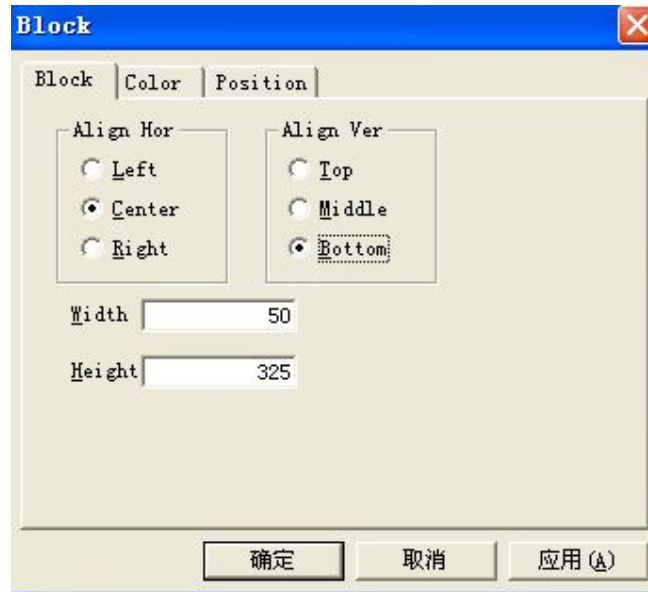 Block
Block Color Position
Align Hor Align Ver
Left Top
Center Middle
Right Bottom
Width 50
Height 325
确定 取消 应用(A)